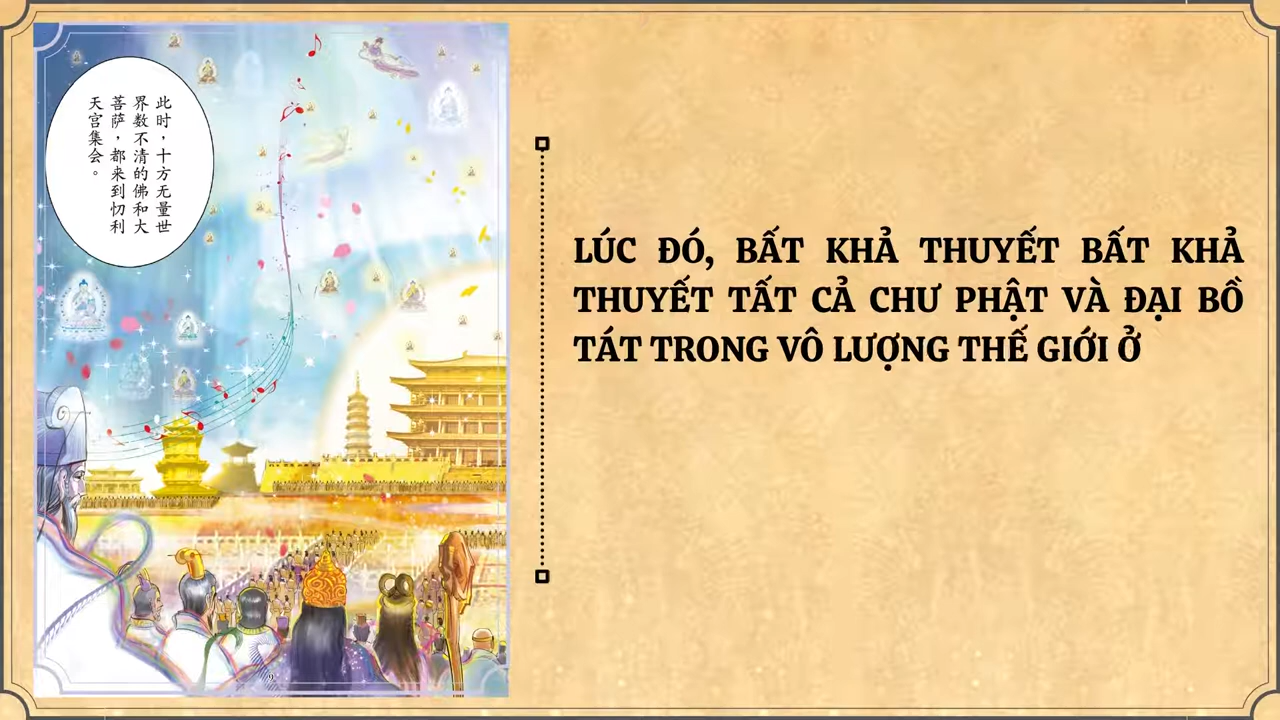 此时，十方无量世
界数不清的佛和大
菩萨，都来到忉利
天宫集会。
LÚC ĐÓ, BẤT KHẢ THUYẾT BẤT KHẢ
THUYẾT TẤT CẢ CHƯ PHẬT VÀ ĐẠI BỒ
TÁT TRONG VÔ LƯỢNG THẾ GIỚI Ở